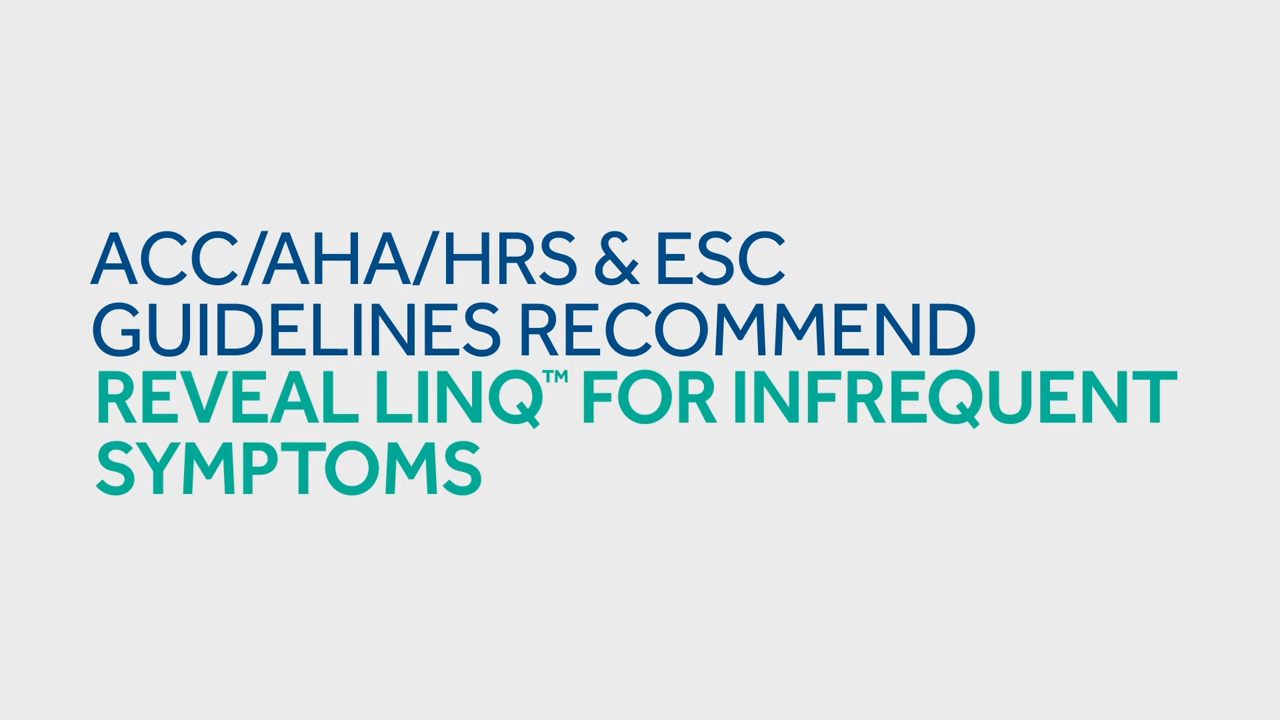 ACC/AHA/HRS & ESC
GUIDELINES RECOMMEND
REVEAL LINQ™ FOR INFREQUENT
SYMPTOMS